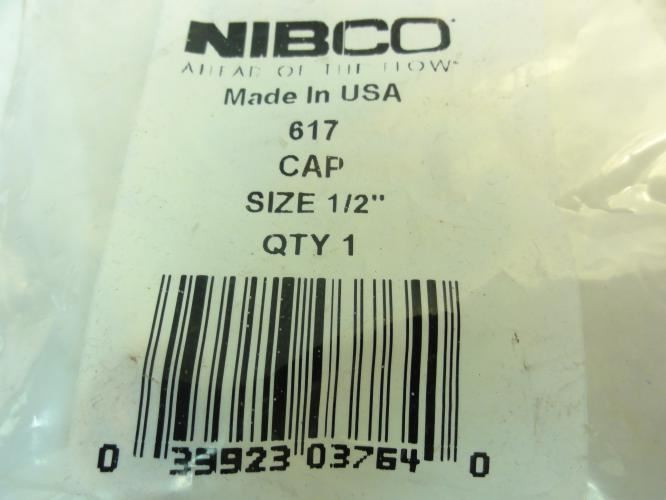 NIBCO
AHEAD OF THE FLOW®
Made In USA
617
CAP
SIZE 1/2"
QTY 1
0 39923 03764 0